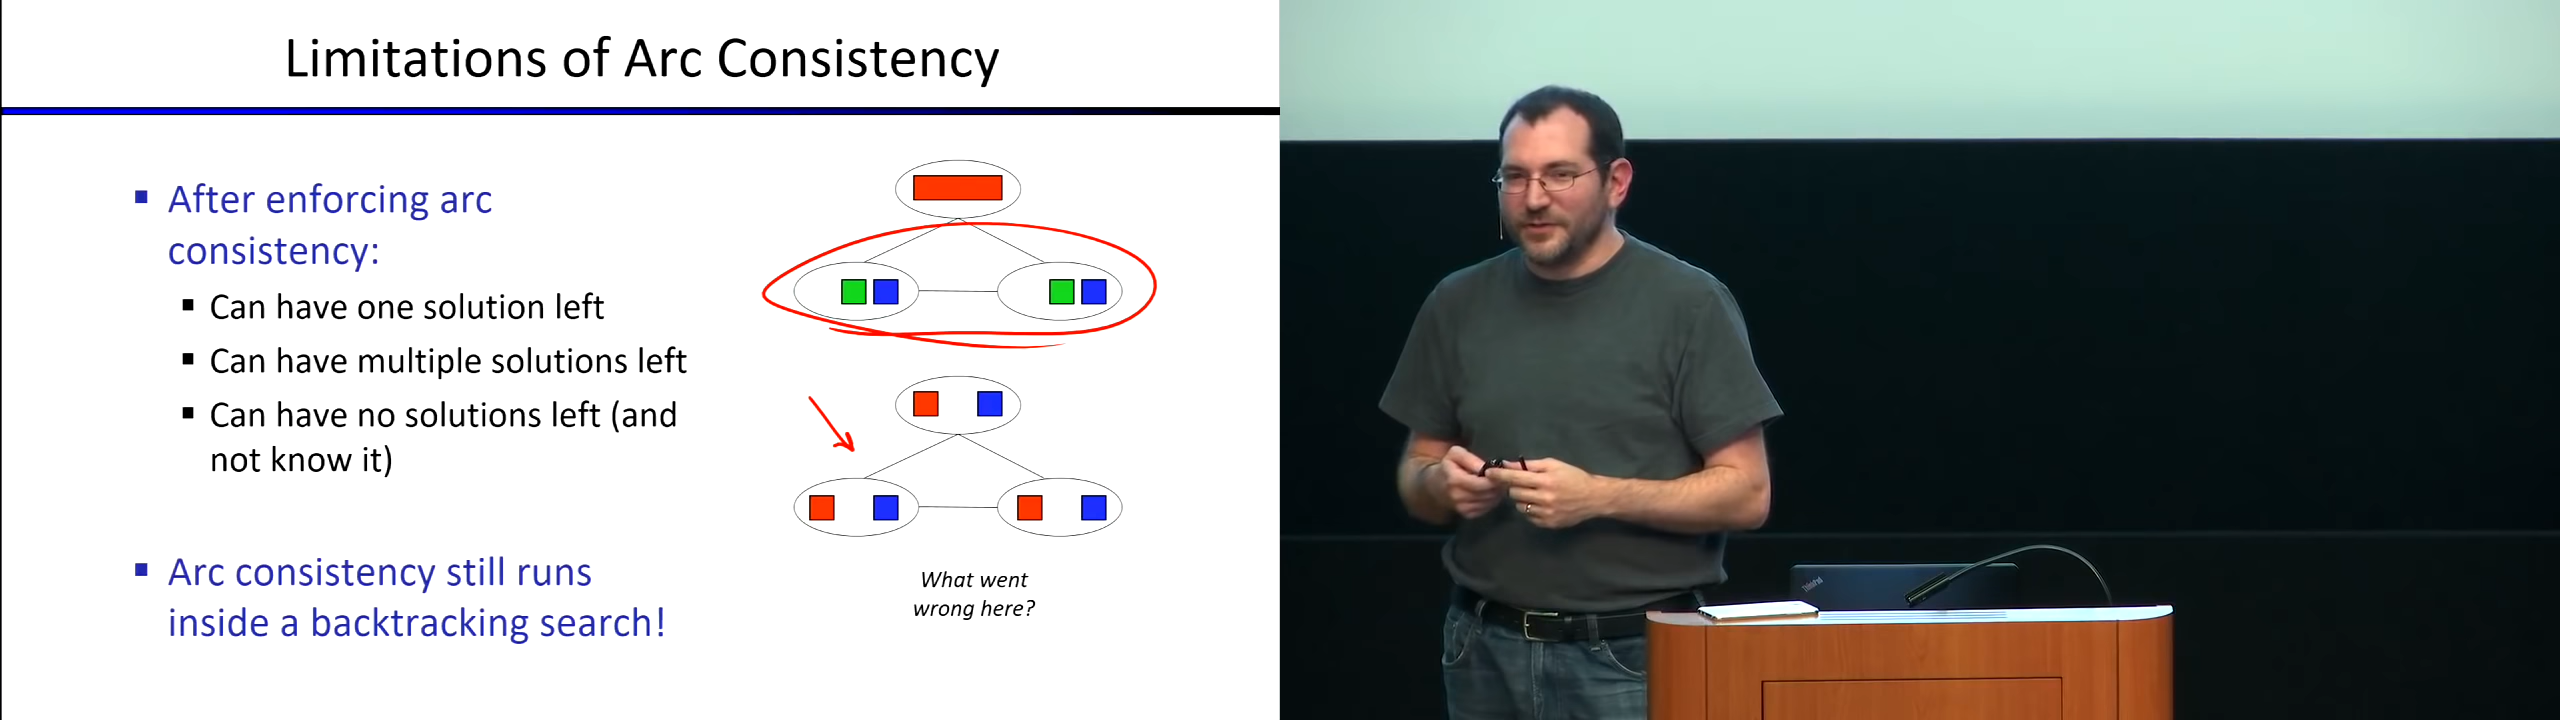 Limitations of Arc Consistency
After enforcing arc
consistency:
Can have one solution left
Can have multiple solutions left
Can have no solutions left (and
not know it)
Arc consistency still runs
inside a backtracking search!
What went
wrong here?
ThinkPad